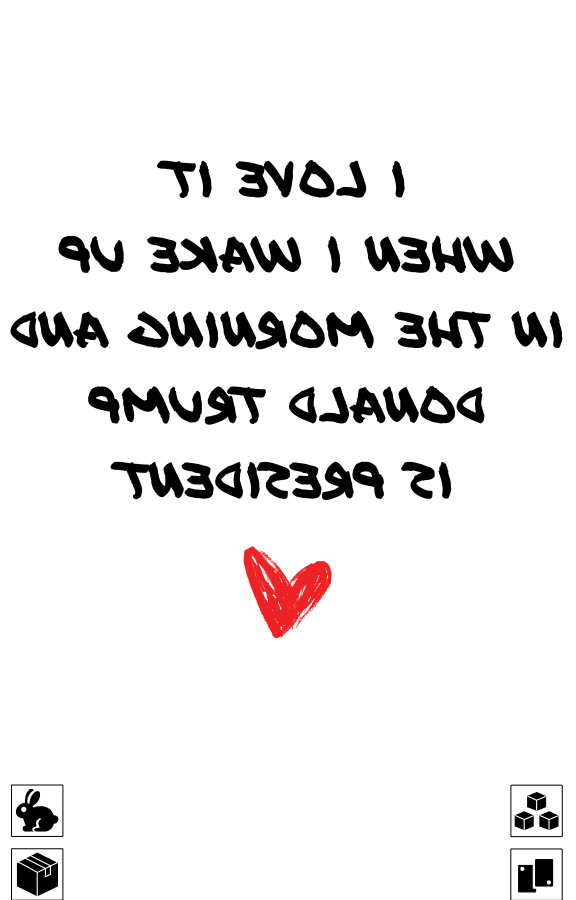 I LOVE IT
WHEN I WAKE UP
IN THE MORNING AND
DONALD TRUMP
IS PRESIDENT